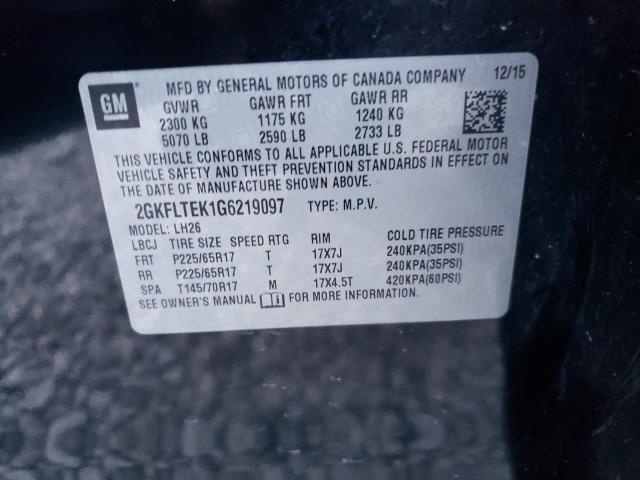 GM
MFD BY GENERAL MOTORS OF CANADA COMPANY 12/15
GVWR GAWR FRT GAWR RR
2300 KG 1175 KG 1240 KG
5070 LB 2590 LB 2733 LB
THIS VEHICLE CONFORMS TO ALL APPLICABLE U.S. FEDERAL MOTOR
VEHICLE SAFETY AND THEFT PREVENTION STANDARDS IN EFFECT ON
THE DATE OF MANUFACTURE SHOWN ABOVE.
2GKFLTEK1G6219097 TYPE: M.P.V.
MODEL: LH26
LBCJ TIRE SIZE SPEED RTG RIM COLD TIRE PRESSURE
FRT P225/65R17 T 17X7J 240KPA(35PSI)
RR P225/65R17 T 17X7J 240KPA(35PSI)
SPA T145/70R17 M 17X4.5T 420KPA(60PSI)
SEE OWNER'S MANUAL FOR MORE INFORMATION.